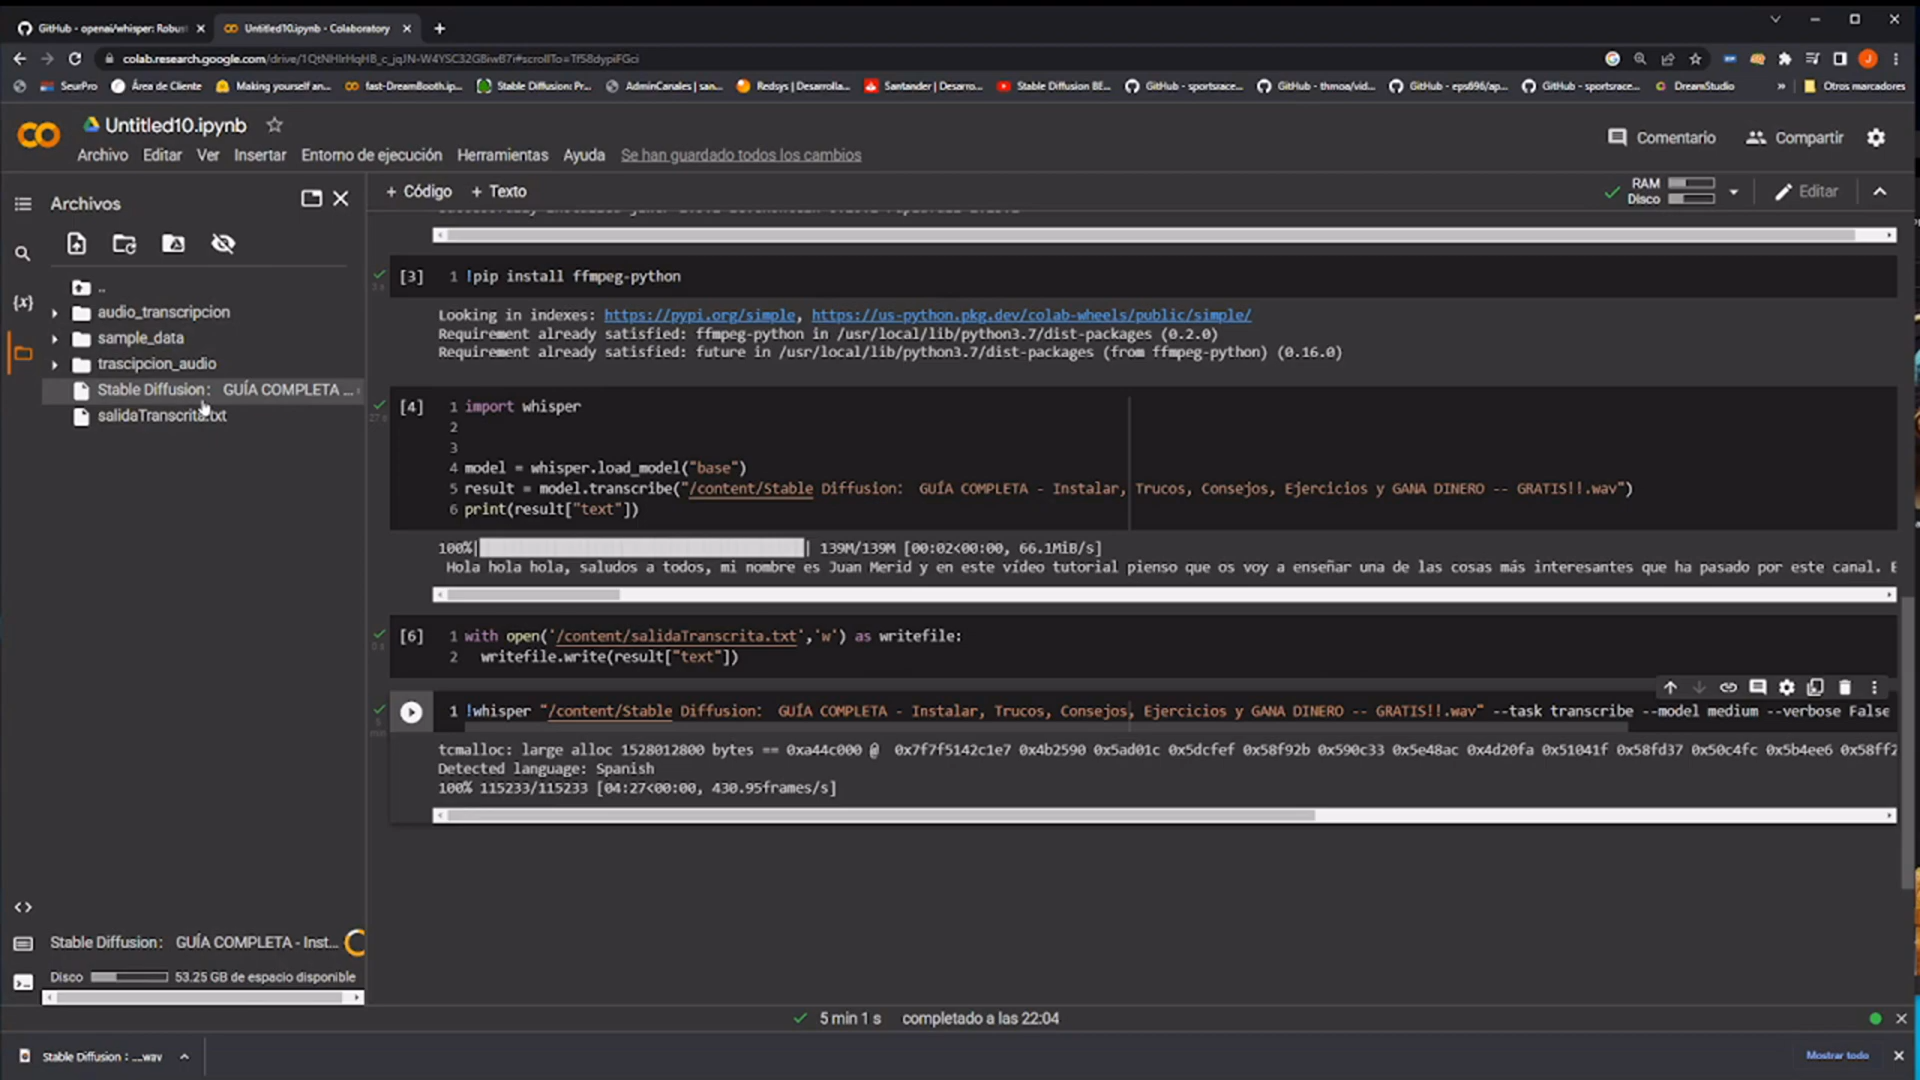 GitHub - openai/whisper: Robus
Untitled10.ipynb - Colaboratory
SeurPro
Área de Cliente
Making yourself an...
fast-DreamBooth.ip...
Stable Diffusion: Pr...
AdminCanales | san...
Redsys | Desarrolla...
Santander | Desarro...
Stable Diffusion BE...
GitHub - sportsrace...
GitHub - thmoa/vid...
GitHub - eps696/ap...
GitHub - sportsrace...
DreamStudio
»
Otros marcadores
CO
Untitled10.ipynb
Comentario
Compartir
Archivo Editar Ver Insertar Entorno de ejecución Herramientas Ayuda Se han guardado todos los cambios
Archivos
+ Código + Texto
RAM
Disco
Editar
..
audio_transcripcion
sample_data
trascipcion_audio
Stable Diffusion： GUÍA COMPLETA ...
salidaTranscrita.txt
{x}
[3] 1 !pip install ffmpeg-python
Looking in indexes: https://pypi.org/simple, https://us-python.pkg.dev/colab-wheels/public/simple/
Requirement already satisfied: ffmpeg-python in /usr/local/lib/python3.7/dist-packages (0.2.0)
Requirement already satisfied: future in /usr/local/lib/python3.7/dist-packages (from ffmpeg-python) (0.16.0)
[4] 1 import whisper
2
3
4 model = whisper.load_model("base")
5 result = model.transcribe("/content/Stable Diffusion： GUÍA COMPLETA - Instalar, Trucos, Consejos, Ejercicios y GANA DINERO -- GRATIS!!.wav")
6 print(result["text"])
100%| | 139M/139M [00:02<00:00, 66.1MiB/s]
Hola hola hola, saludos a todos, mi nombre es Juan Merid y en este vídeo tutorial pienso que os voy a enseñar una de las cosas más interesantes que ha pasado por este canal. E
[6] 1 with open('/content/salidaTranscrita.txt','w') as writefile:
2 writefile.write(result["text"])
1 !whisper "/content/Stable Diffusion： GUÍA COMPLETA - Instalar, Trucos, Consejos, Ejercicios y GANA DINERO -- GRATIS!!.wav" --task transcribe --model medium --verbose False
tcmalloc: large alloc 1528012800 bytes == 0xa44c000 @ 0x7f7f5142c1e7 0x4b2590 0x5ad01c 0x5dcfef 0x58f92b 0x590c33 0x5e48ac 0x4d20fa 0x51041f 0x58fd37 0x50c4fc 0x5b4ee6 0x58ff2
Detected language: Spanish
100% 115233/115233 [04:27<00:00, 430.95frames/s]
Stable Diffusion： GUÍA COMPLETA - Inst...
Disco 53.25 GB de espacio disponible
5 min 1 s completado a las 22:04
Stable Diffusion : ....wav
Mostrar todo